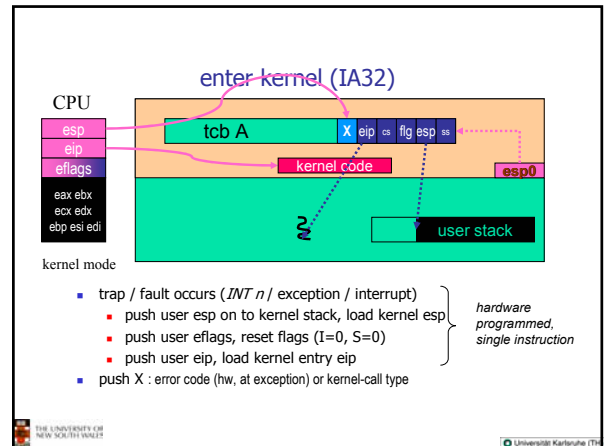 enter kernel (IA32)
CPU
esp
eip
eflags
eax ebx
ecx edx
ebp esi edi
kernel mode
tcb A
X eip cs flg esp ss
kernel code
esp0
user stack
trap / fault occurs (INT n / exception / interrupt)
push user esp on to kernel stack, load kernel esp
push user eflags, reset flags (I=0, S=0)
push user eip, load kernel entry eip
hardware
programmed,
single instruction
push X : error code (hw, at exception) or kernel-call type
THE UNIVERSITY OF
NEW SOUTH WALES
© Universität Karlsruhe (TH